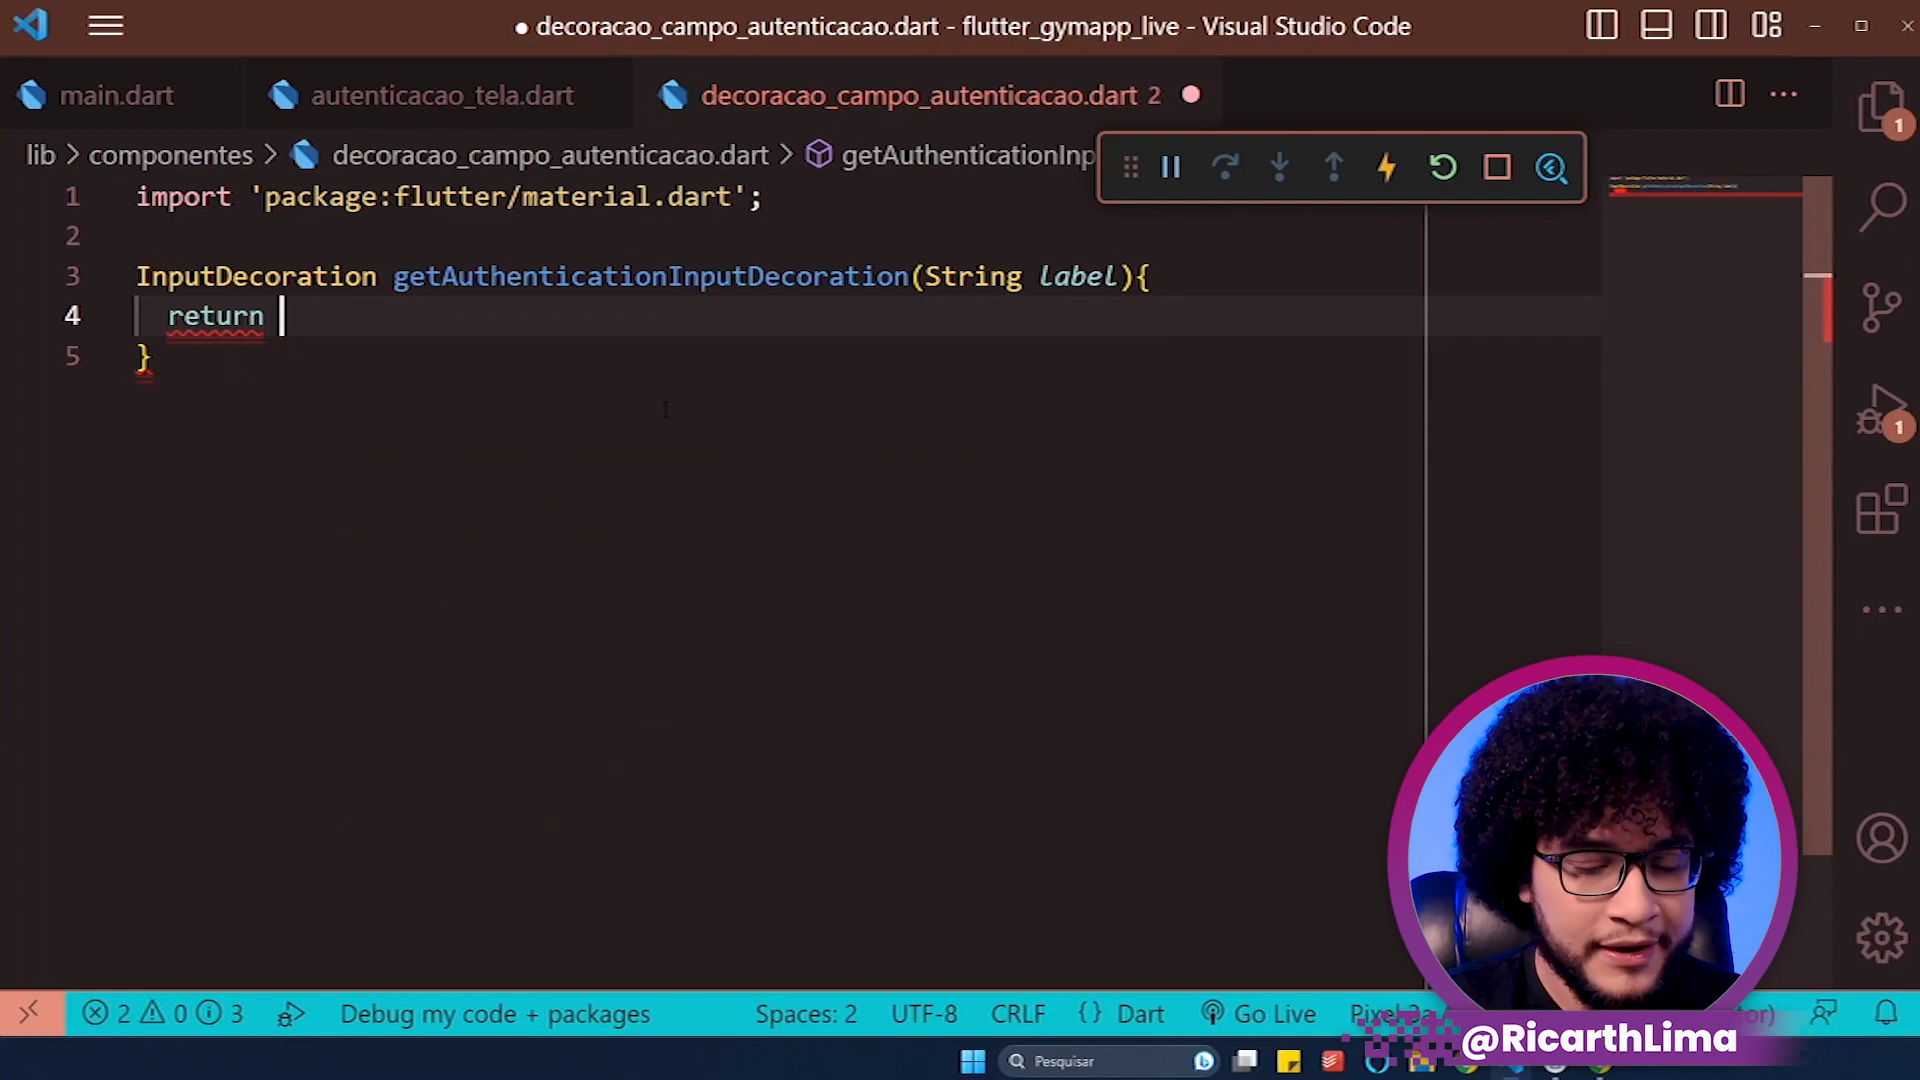 ● decoracao_campo_autenticacao.dart - flutter_gymapp_live - Visual Studio Code
main.dart
autenticacao_tela.dart
decoracao_campo_autenticacao.dart 2
lib > componentes > decoracao_campo_autenticacao.dart > getAuthenticationInp
1 import 'package:flutter/material.dart';
2
3 InputDecoration getAuthenticationInputDecoration(String label){
4 return
5 }
1
1
2 0 3 Debug my code + packages Spaces: 2 UTF-8 CRLF {} Dart Go Live
@RicarthLima
Pesquisar